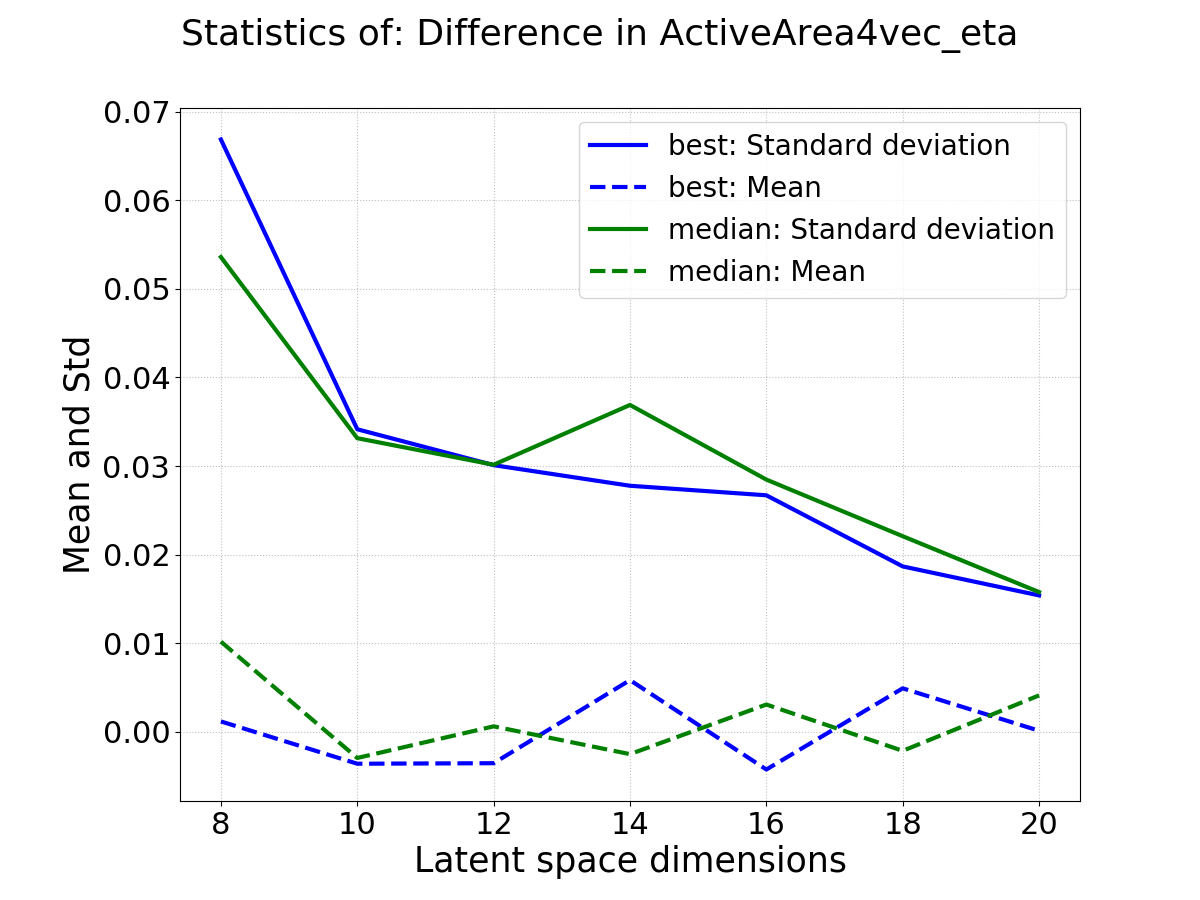 Statistics of: Difference in ActiveArea4vec_eta
best: Standard deviation
best: Mean
median: Standard deviation
median: Mean
Mean and Std
0.07
0.06
0.05
0.04
0.03
0.02
0.01
0.00
8 10 12 14 16 18 20
Latent space dimensions